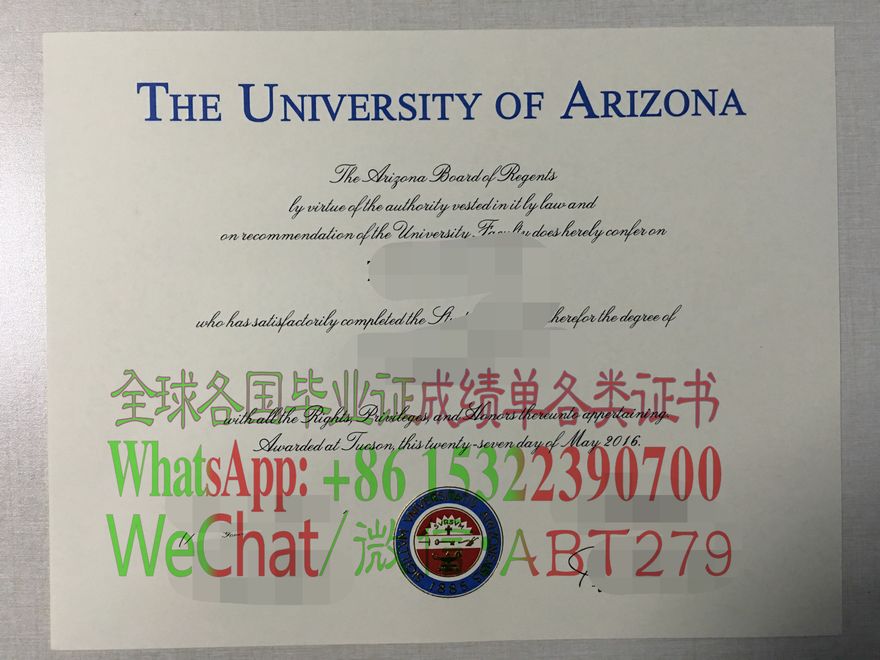 THE UNIVERSITY OF ARIZONA
The Arizona Board of Regents
by virtue of the authority vested in it by law and
on recommendation of the University Faculty does hereby confer on
who has satisfactorily completed the herefor the degree of
全球各国毕业证成绩单各类证书
with all the Rights, Privileges, and Honors thereunto appertaining.
Awarded at Tucson, this twenty-seven day of May 2016.
WhatsApp: +86 15322390700
WeChat/微 ABT279
1885